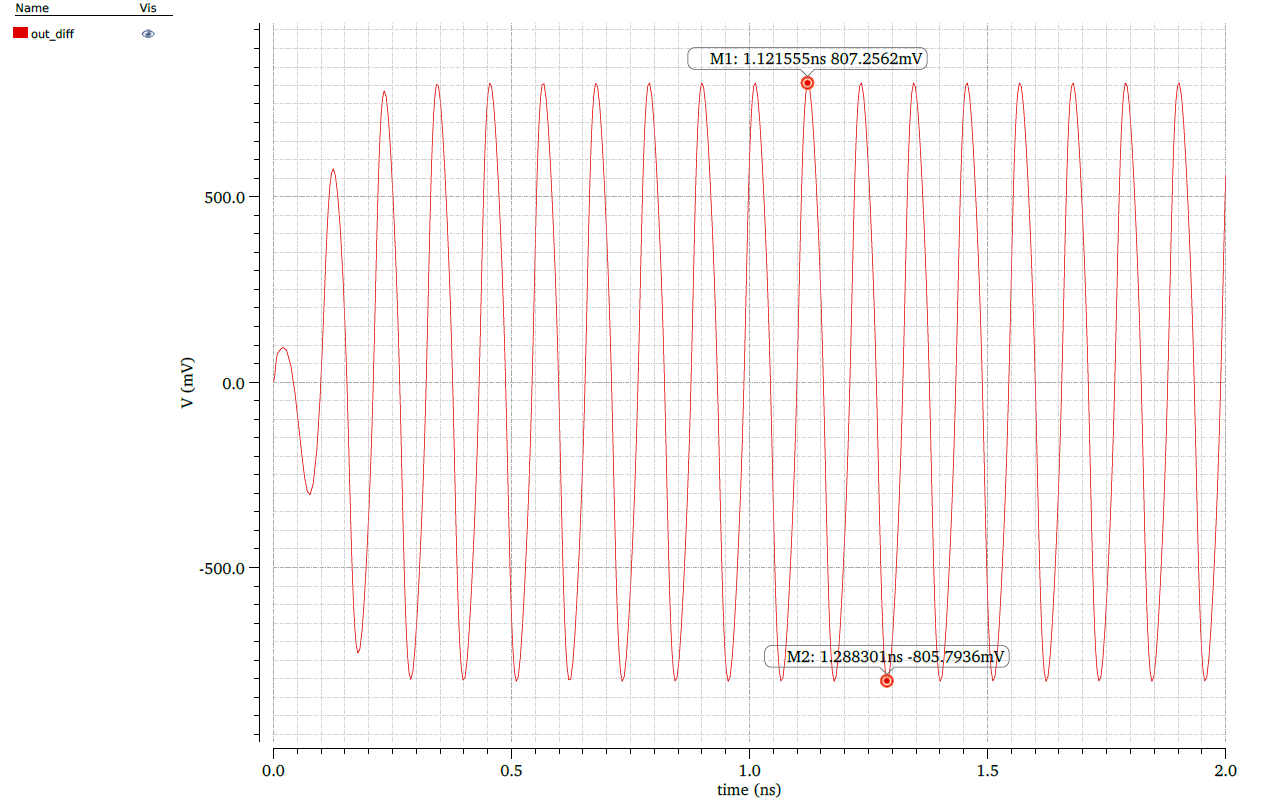 Name Vis
out_diff
M1: 1.121555ns 807.2562mV
500.0
0.0
V (mV)
-500.0
M2: 1.288301ns -805.7936mV
0.0 0.5 1.0 1.5 2.0
time (ns)